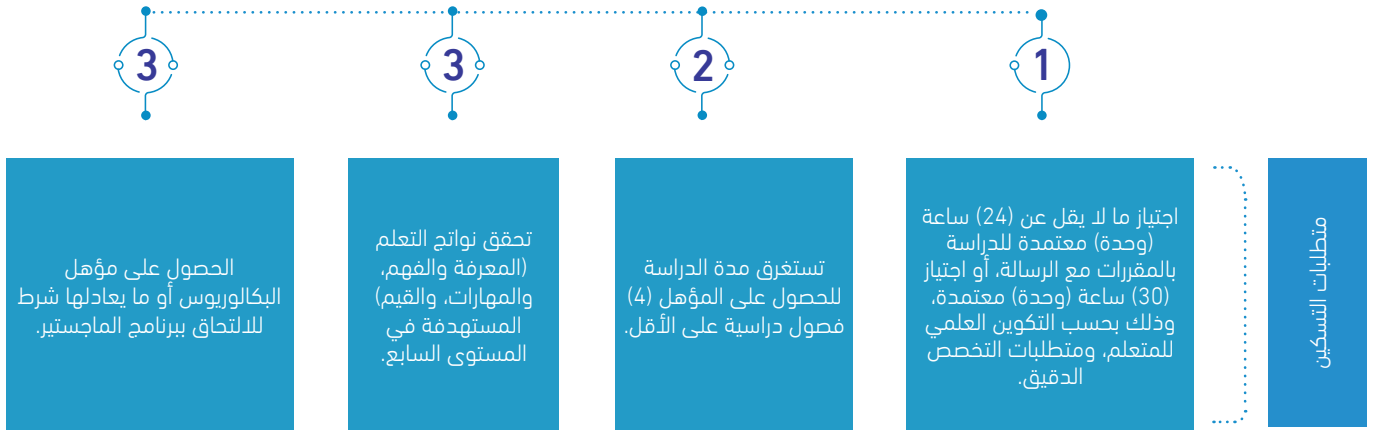 متطلبات التسكين
1
اجتياز ما لا يقل عن (24) ساعة
(وحدة) معتمدة للدراسة
بالمقررات مع الرسالة، أو اجتياز
(30) ساعة (وحدة) معتمدة،
وذلك بحسب التكوين العلمي
للمتعلم، ومتطلبات التخصص
الدقيق.
2
تستغرق مدة الدراسة
للحصول على المؤهل (4)
فصول دراسية على الأقل.
3
تحقق نواتج التعلم
(المعرفة والفهم،
والمهارات، والقيم)
المستهدفة في
المستوى السابع.
3
الحصول على مؤهل
البكالوريوس أو ما يعادلها شرط
للالتحاق ببرنامج الماجستير.